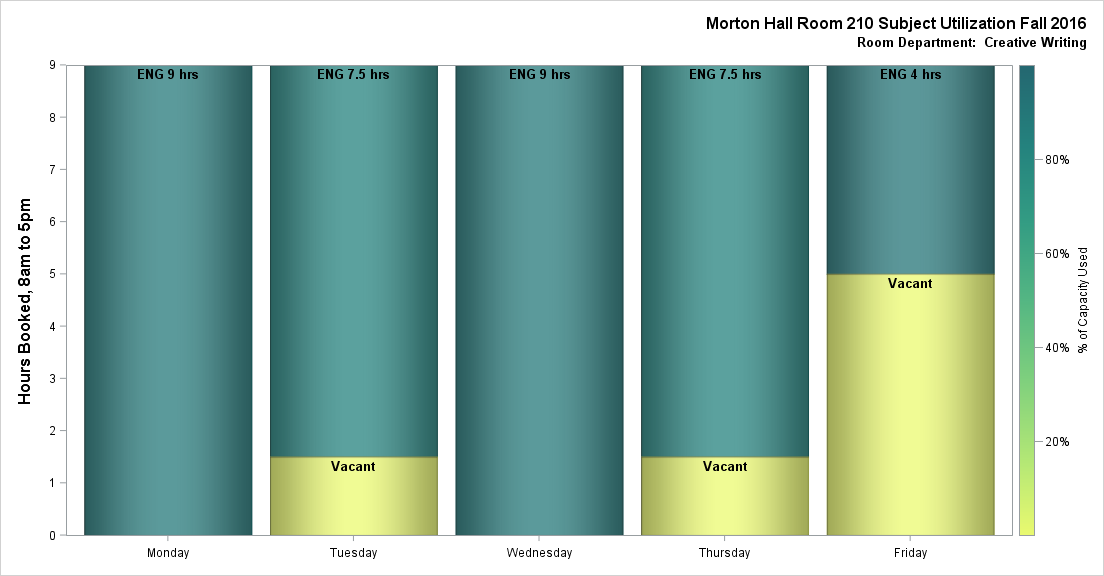 Morton Hall Room 210 Subject Utilization Fall 2016
Room Department: Creative Writing
Hours Booked, 8am to 5pm
9
8
7
6
5
4
3
2
1
0
ENG 9 hrs
ENG 7.5 hrs
ENG 9 hrs
ENG 7.5 hrs
ENG 4 hrs
Vacant
Vacant
Vacant
Monday
Tuesday
Wednesday
Thursday
Friday
80%
60%
40%
20%
% of Capacity Used